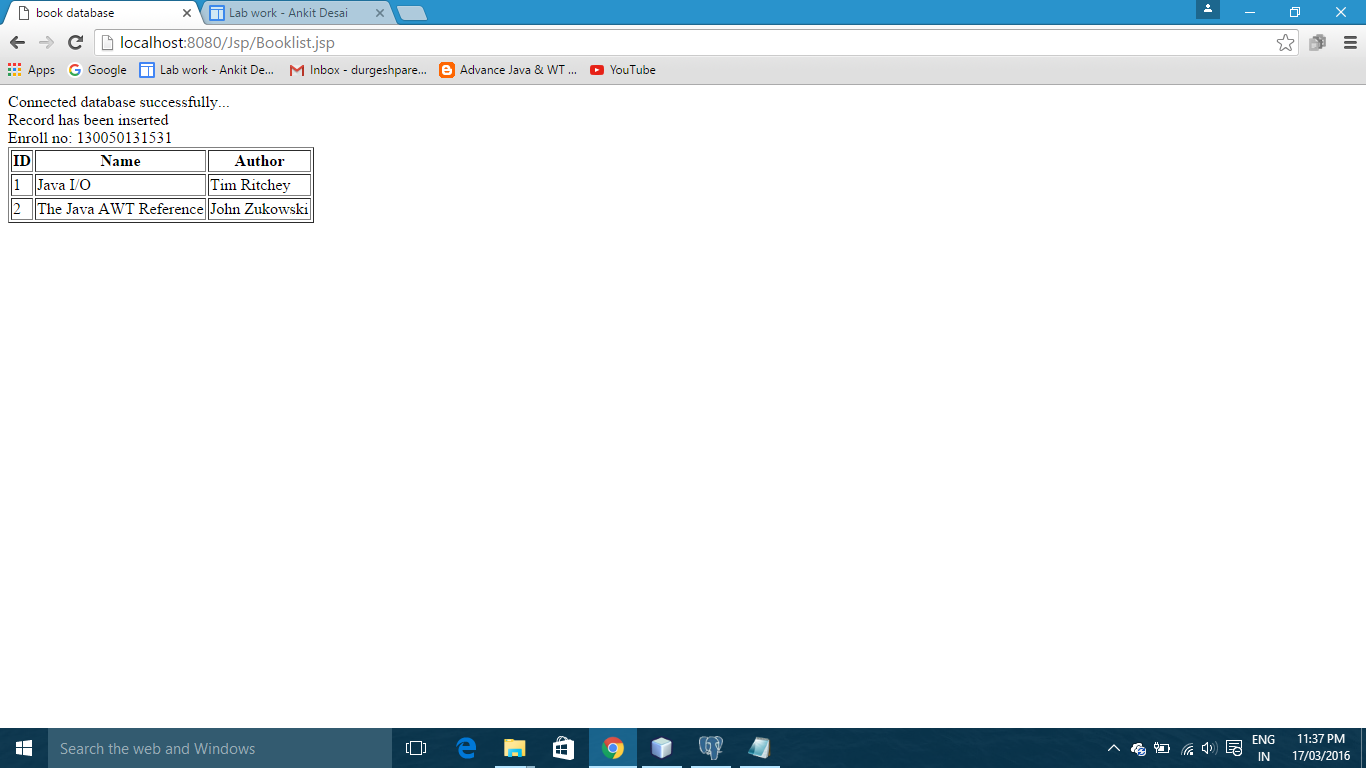 book database
Lab work - Ankit Desai
localhost:8080/Jsp/Booklist.jsp
Apps
Google
Lab work - Ankit De...
Inbox - durgeshpare...
Advance Java & WT ...
YouTube
Connected database successfully...
Record has been inserted
Enroll no: 130050131531
ID Name Author
1 Java I/O Tim Ritchey
2 The Java AWT Reference John Zukowski
Search the web and Windows
ENG
IN
11:37 PM
17/03/2016